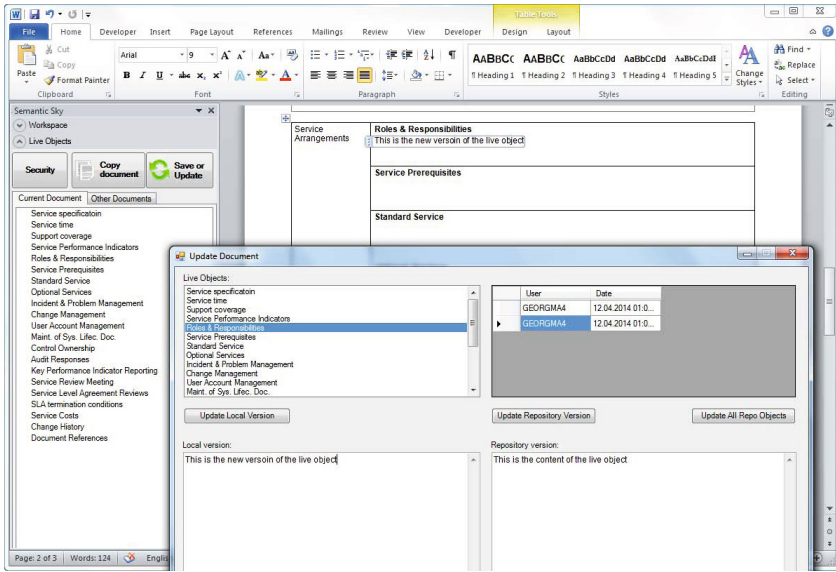 Table Tools
File Home Developer Insert Page Layout References Mailings Review View Developer Design Layout
Cut
Copy
Format Painter
Paste
Clipboard
Arial 9
B I U abc x₂ x² A A
Aa
Font
Paragraph
AaBbC( AaBbC( AaBbCcDd AaBbCcDd AaBbCcDdI
¶ Heading 1 ¶ Heading 2 ¶ Heading 3 ¶ Heading 4 ¶ Heading 5
Change Styles
Styles
Find
Replace
Select
Editing
Semantic Sky
Workspace
Live Objects
Security
Copy document
Save or Update
Current Document Other Documents
Service specificatoin
Service time
Support coverage
Service Performance Indicators
Roles & Responsibilities
Service Prerequisites
Standard Service
Optional Services
Incident & Problem Management
Change Management
User Account Management
Maint. of Sys. Lifec. Doc.
Control Ownership
Audit Responses
Key Performance Indicator Reporting
Service Review Meeting
Service Level Agreement Reviews
SLA termination conditions
Service Costs
Change History
Document References
Service Arrangements
Roles & Responsibilities
This is the new versoin of the live object
Service Prerequisites
Standard Service
Update Document
Live Objects:
Service specificatoin
Service time
Support coverage
Service Performance Indicators
Roles & Responsibilities
Service Prerequisites
Standard Service
Optional Services
Incident & Problem Management
Change Management
User Account Management
Maint. of Sys. Lifec. Doc.
User Date
GEORGMA4 12.04.2014 01:0...
GEORGMA4 12.04.2014 01:0...
Update Local Version
Update Repository Version
Update All Repo Objects
Local version:
This is the new versoin of the live object
Repository version:
This is the content of the live object
Page: 2 of 3 Words: 124 Englis